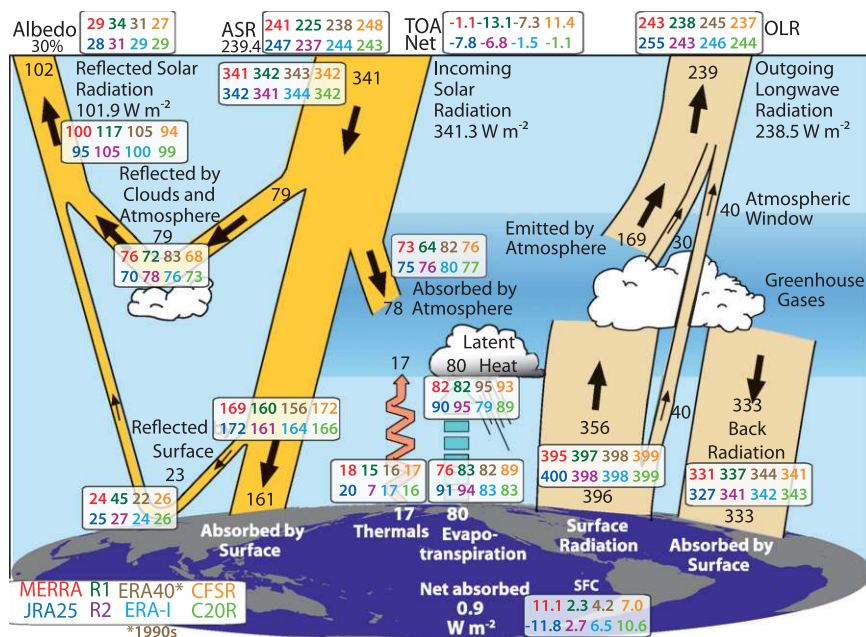 Albedo
30%
29 34 31 27
28 31 29 29
ASR
239.4
241 225 238 248
247 237 244 243
TOA
Net
-1.1 -13.1 -7.3 11.4
-7.8 -6.8 -1.5 -1.1
243 238 245 237
255 243 246 244
OLR
102
Reflected Solar
Radiation
101.9 W m⁻²
341 342 343 342
342 341 344 342
341
Incoming
Solar
Radiation
341.3 W m⁻²
239
Outgoing
Longwave
Radiation
238.5 W m⁻²
100 117 105 94
95 105 100 99
Reflected by
Clouds and
Atmosphere
79
79
76 72 83 68
70 78 76 73
73 64 82 76
75 76 80 77
Absorbed by
Atmosphere
78
Emitted by
Atmosphere
169
30
40
Atmospheric
Window
Greenhouse
Gases
Latent
80 Heat
17
82 82 95 93
90 95 79 89
169 160 156 172
172 161 164 166
Reflected
Surface
23
356
40
333
Back
Radiation
395 397 398 399
400 398 398 399
331 337 344 341
327 341 342 343
24 45 22 26
25 27 24 26
161
18 15 16 17
20 7 17 16
76 83 82 89
91 94 83 83
396
333
Absorbed by
Surface
17
Thermals
80
Evapo-
transpiration
Surface
Radiation
Absorbed by
Surface
MERRA R1 ERA40* CFSR
JRA25 R2 ERA-I C20R
*1990s
Net absorbed
0.9
W m⁻²
SFC
11.1 2.3 4.2 7.0
-11.8 2.7 6.5 10.6